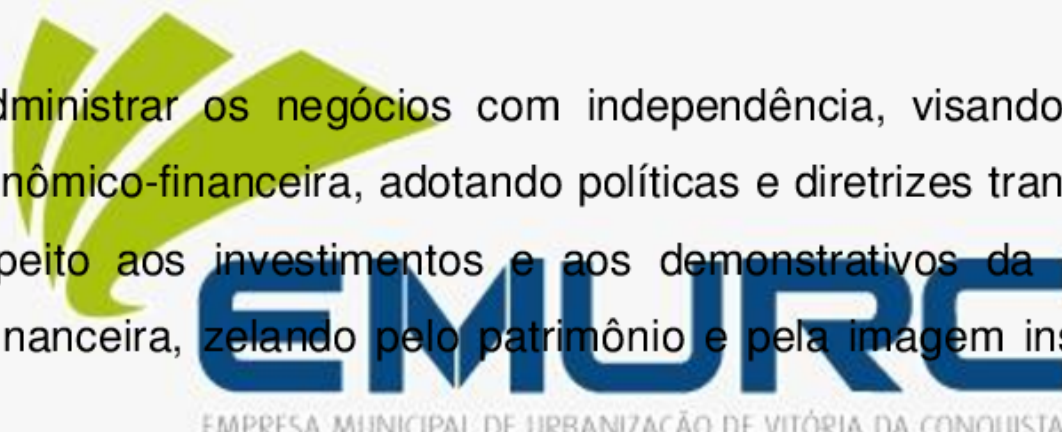 dministrar os negócios com independência, visando
nômico-financeira, adotando políticas e diretrizes tran
peito aos investimentos e aos demonstrativos da
nanceira, zelando pelo patrimônio e pela imagem ins
EMURC
EMPRESA MUNICIPAL DE URBANIZAÇÃO DE VITÓRIA DA CONQUISTA